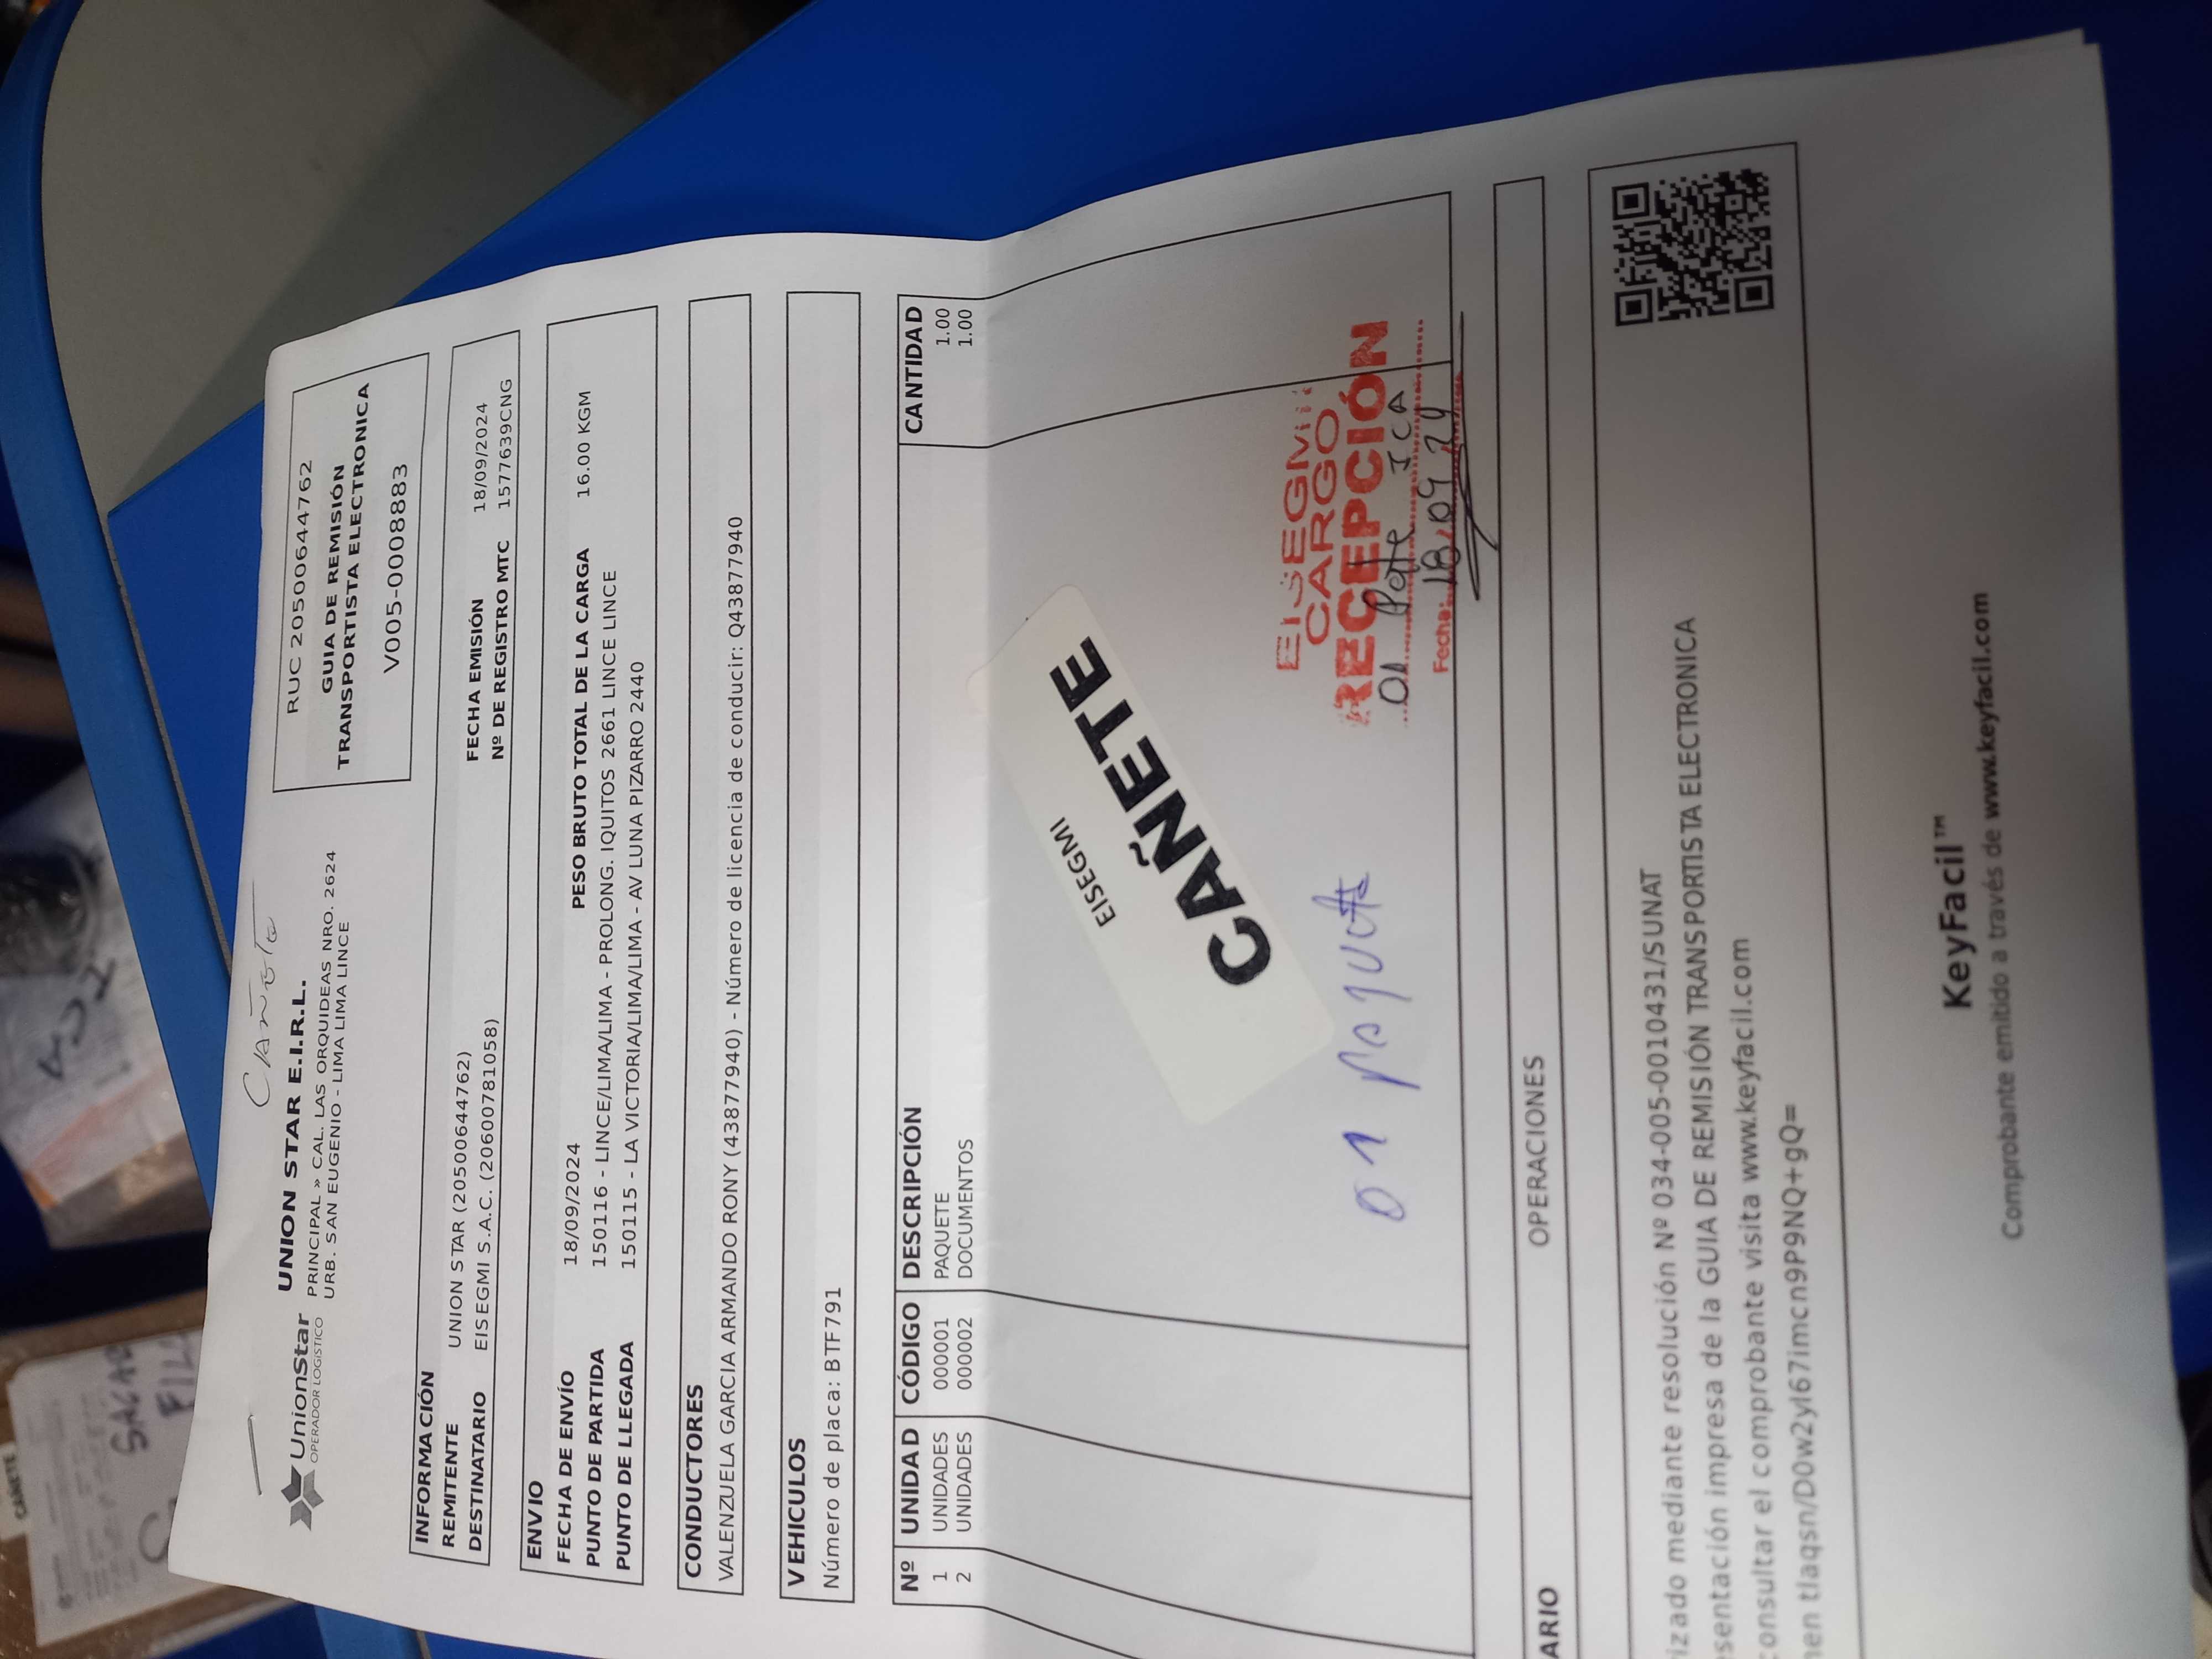 CAÑETE
UnionStar
OPERADOR LOGÍSTICO
UNION STAR E.I.R.L.
PRINCIPAL » CAL. LAS ORQUIDEAS NRO. 2624
URB. SAN EUGENIO - LIMA LIMA LINCE
RUC 20500644762
GUIA DE REMISIÓN
TRANSPORTISTA ELECTRONICA
V005-0008883
INFORMACIÓN
REMITENTE UNION STAR (20500644762) FECHA EMISIÓN 18/09/2024
DESTINATARIO EISEGMI S.A.C. (20600781058) Nº DE REGISTRO MTC 1577639CNG
ENVIO
FECHA DE ENVÍO 18/09/2024 PESO BRUTO TOTAL DE LA CARGA 16.00 KGM
PUNTO DE PARTIDA 150116 - LINCE/LIMA/LIMA - PROLONG. IQUITOS 2661 LINCE LINCE
PUNTO DE LLEGADA 150115 - LA VICTORIA/LIMA/LIMA - AV LUNA PIZARRO 2440
CONDUCTORES
VALENZUELA GARCIA ARMANDO RONY (43877940) - Número de licencia de conducir: Q43877940
VEHICULOS
Número de placa: BTF791
Nº UNIDAD CÓDIGO DESCRIPCIÓN CANTIDAD
1 UNIDADES 000001 PAQUETE 1.00
2 UNIDADES 000002 DOCUMENTOS 1.00
EISEGMI
CAÑETE
01
EISEGMI
CARGO
RECEPCIÓN
01 ICA
Fecha: 18/09/24
ARIO OPERACIONES
rizado mediante resolución Nº 034-005-0010431/SUNAT
esentación impresa de la GUIA DE REMISIÓN TRANSPORTISTA ELECTRONICA
consultar el comprobante visita www.keyfacil.com
men tlaqsn/D0w2yl67imcn9P9NQ+gQ=
KeyFacil™
Comprobante emitido a través de www.keyfacil.com
CAÑETE